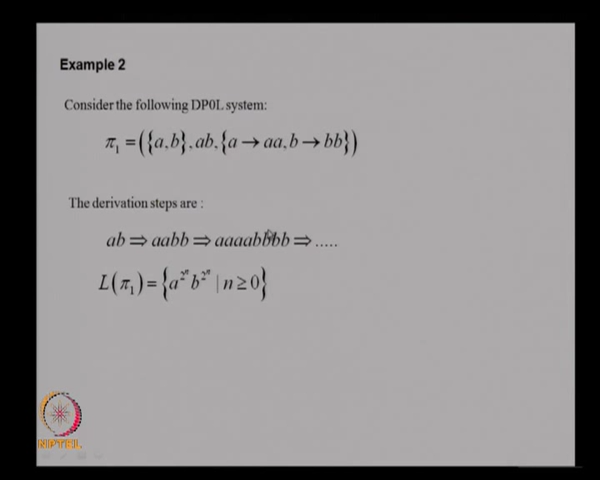 Example 2
Consider the following DP0L system:
π₁ = ({a,b},ab,{a → aa,b → bb})
The derivation steps are :
ab ⇒ aabb ⇒ aaaabbbb ⇒ .....
L(π₁) = {a^{2^n} b^{2^n} | n ≥ 0}
NPTEL